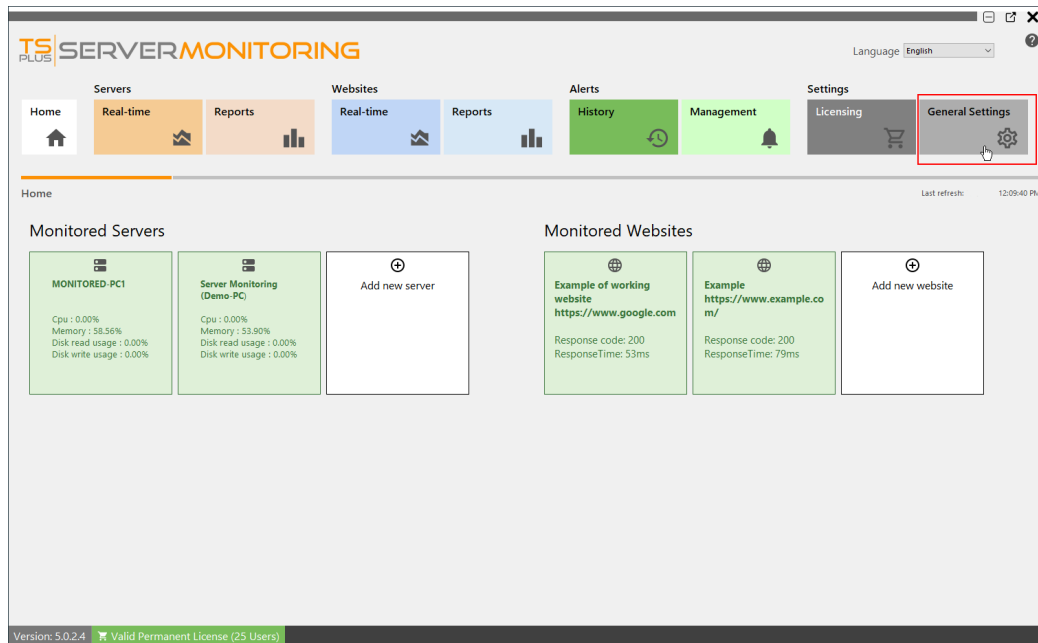 TS PLUS SERVERMONITORING
Language English
Servers
Websites
Alerts
Settings
Home
Real-time
Reports
Real-time
Reports
History
Management
Licensing
General Settings
Home
Last refresh: 12:09:40 PM
Monitored Servers
Monitored Websites
MONITORED-PC1
Cpu : 0.00%
Memory : 58.56%
Disk read usage : 0.00%
Disk write usage : 0.00%
Server Monitoring
(Demo-PC)
Cpu : 0.00%
Memory : 53.90%
Disk read usage : 0.00%
Disk write usage : 0.00%
Add new server
Example of working
website
https://www.google.com
Response code: 200
ResponseTime: 53ms
Example
https://www.example.co
m/
Response code: 200
ResponseTime: 79ms
Add new website
Version: 5.0.2.4
Valid Permanent License (25 Users)